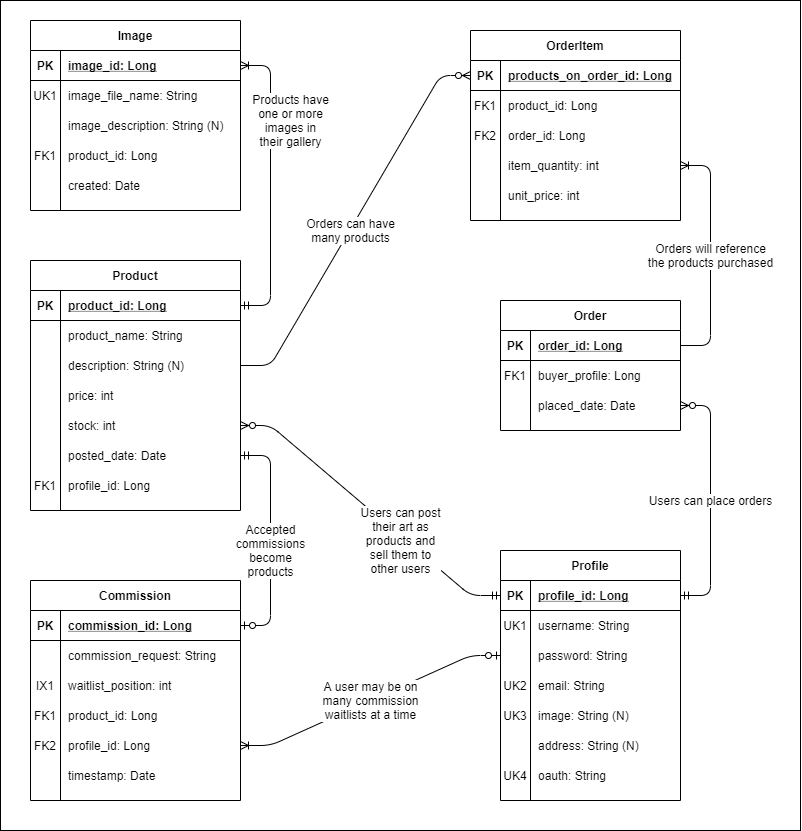 Image
PK image_id: Long
UK1 image_file_name: String
image_description: String (N)
FK1 product_id: Long
created: Date
Products have
one or more
images in
their gallery
OrderItem
PK products_on_order_id: Long
FK1 product_id: Long
FK2 order_id: Long
item_quantity: int
unit_price: int
Orders can have
many products
Orders will reference
the products purchased
Product
PK product_id: Long
product_name: String
description: String (N)
price: int
stock: int
posted_date: Date
FK1 profile_id: Long
Order
PK order_id: Long
FK1 buyer_profile: Long
placed_date: Date
Users can place orders
Users can post
their art as
products and
sell them to
other users
Accepted
commissions
become
products
Commission
PK commission_id: Long
commission_request: String
IX1 waitlist_position: int
FK1 product_id: Long
FK2 profile_id: Long
timestamp: Date
A user may be on
many commission
waitlists at a time
Profile
PK profile_id: Long
UK1 username: String
password: String
UK2 email: String
UK3 image: String (N)
address: String (N)
UK4 oauth: String